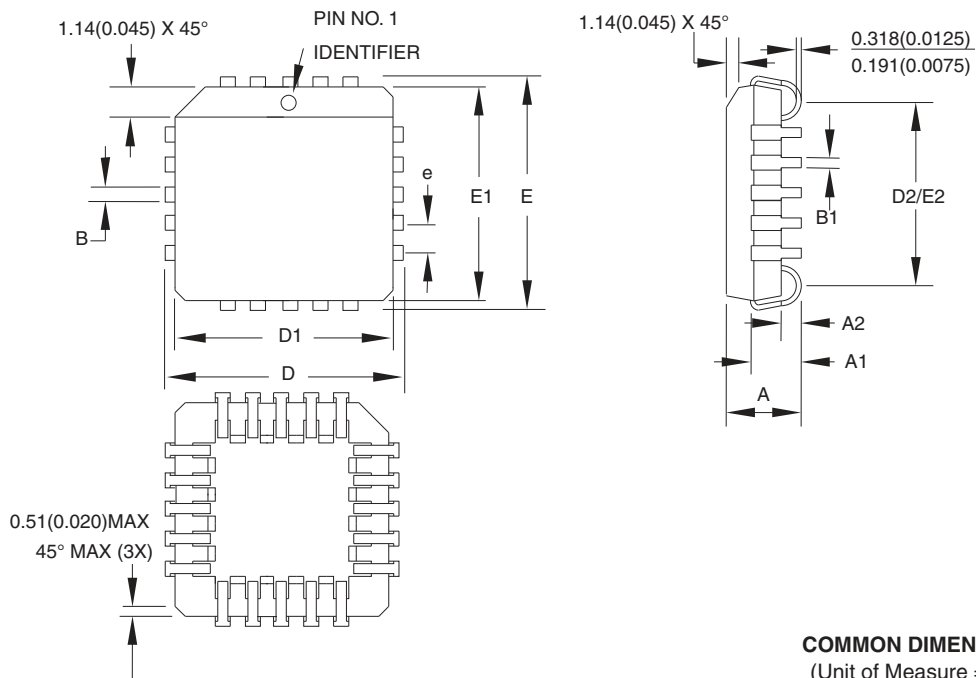 1.14(0.045) X 45°
PIN NO. 1
IDENTIFIER
1.14(0.045) X 45°
0.318(0.0125)
0.191(0.0075)
e
E1
E
B
D2/E2
B1
D1
D
A2
A1
A
0.51(0.020)MAX
45° MAX (3X)
COMMON DIMEN
(Unit of Measure